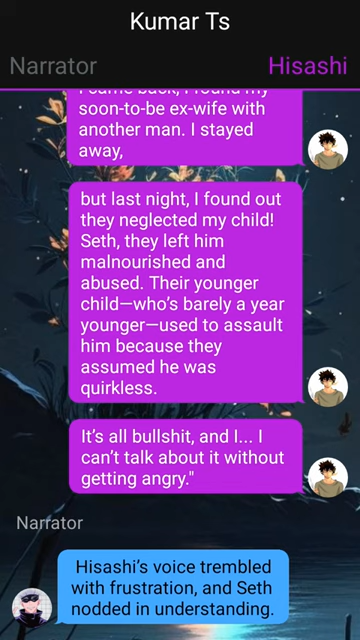 Kumar Ts
Narrator
Hisashi
I came back, I found my
soon-to-be ex-wife with
another man. I stayed
away,
but last night, I found out
they neglected my child!
Seth, they left him
malnourished and
abused. Their younger
child—who's barely a year
younger—used to assault
him because they
assumed he was
quirkless.
It's all bullshit, and I... I
can't talk about it without
getting angry."
Narrator
Hisashi's voice trembled
with frustration, and Seth
nodded in understanding.